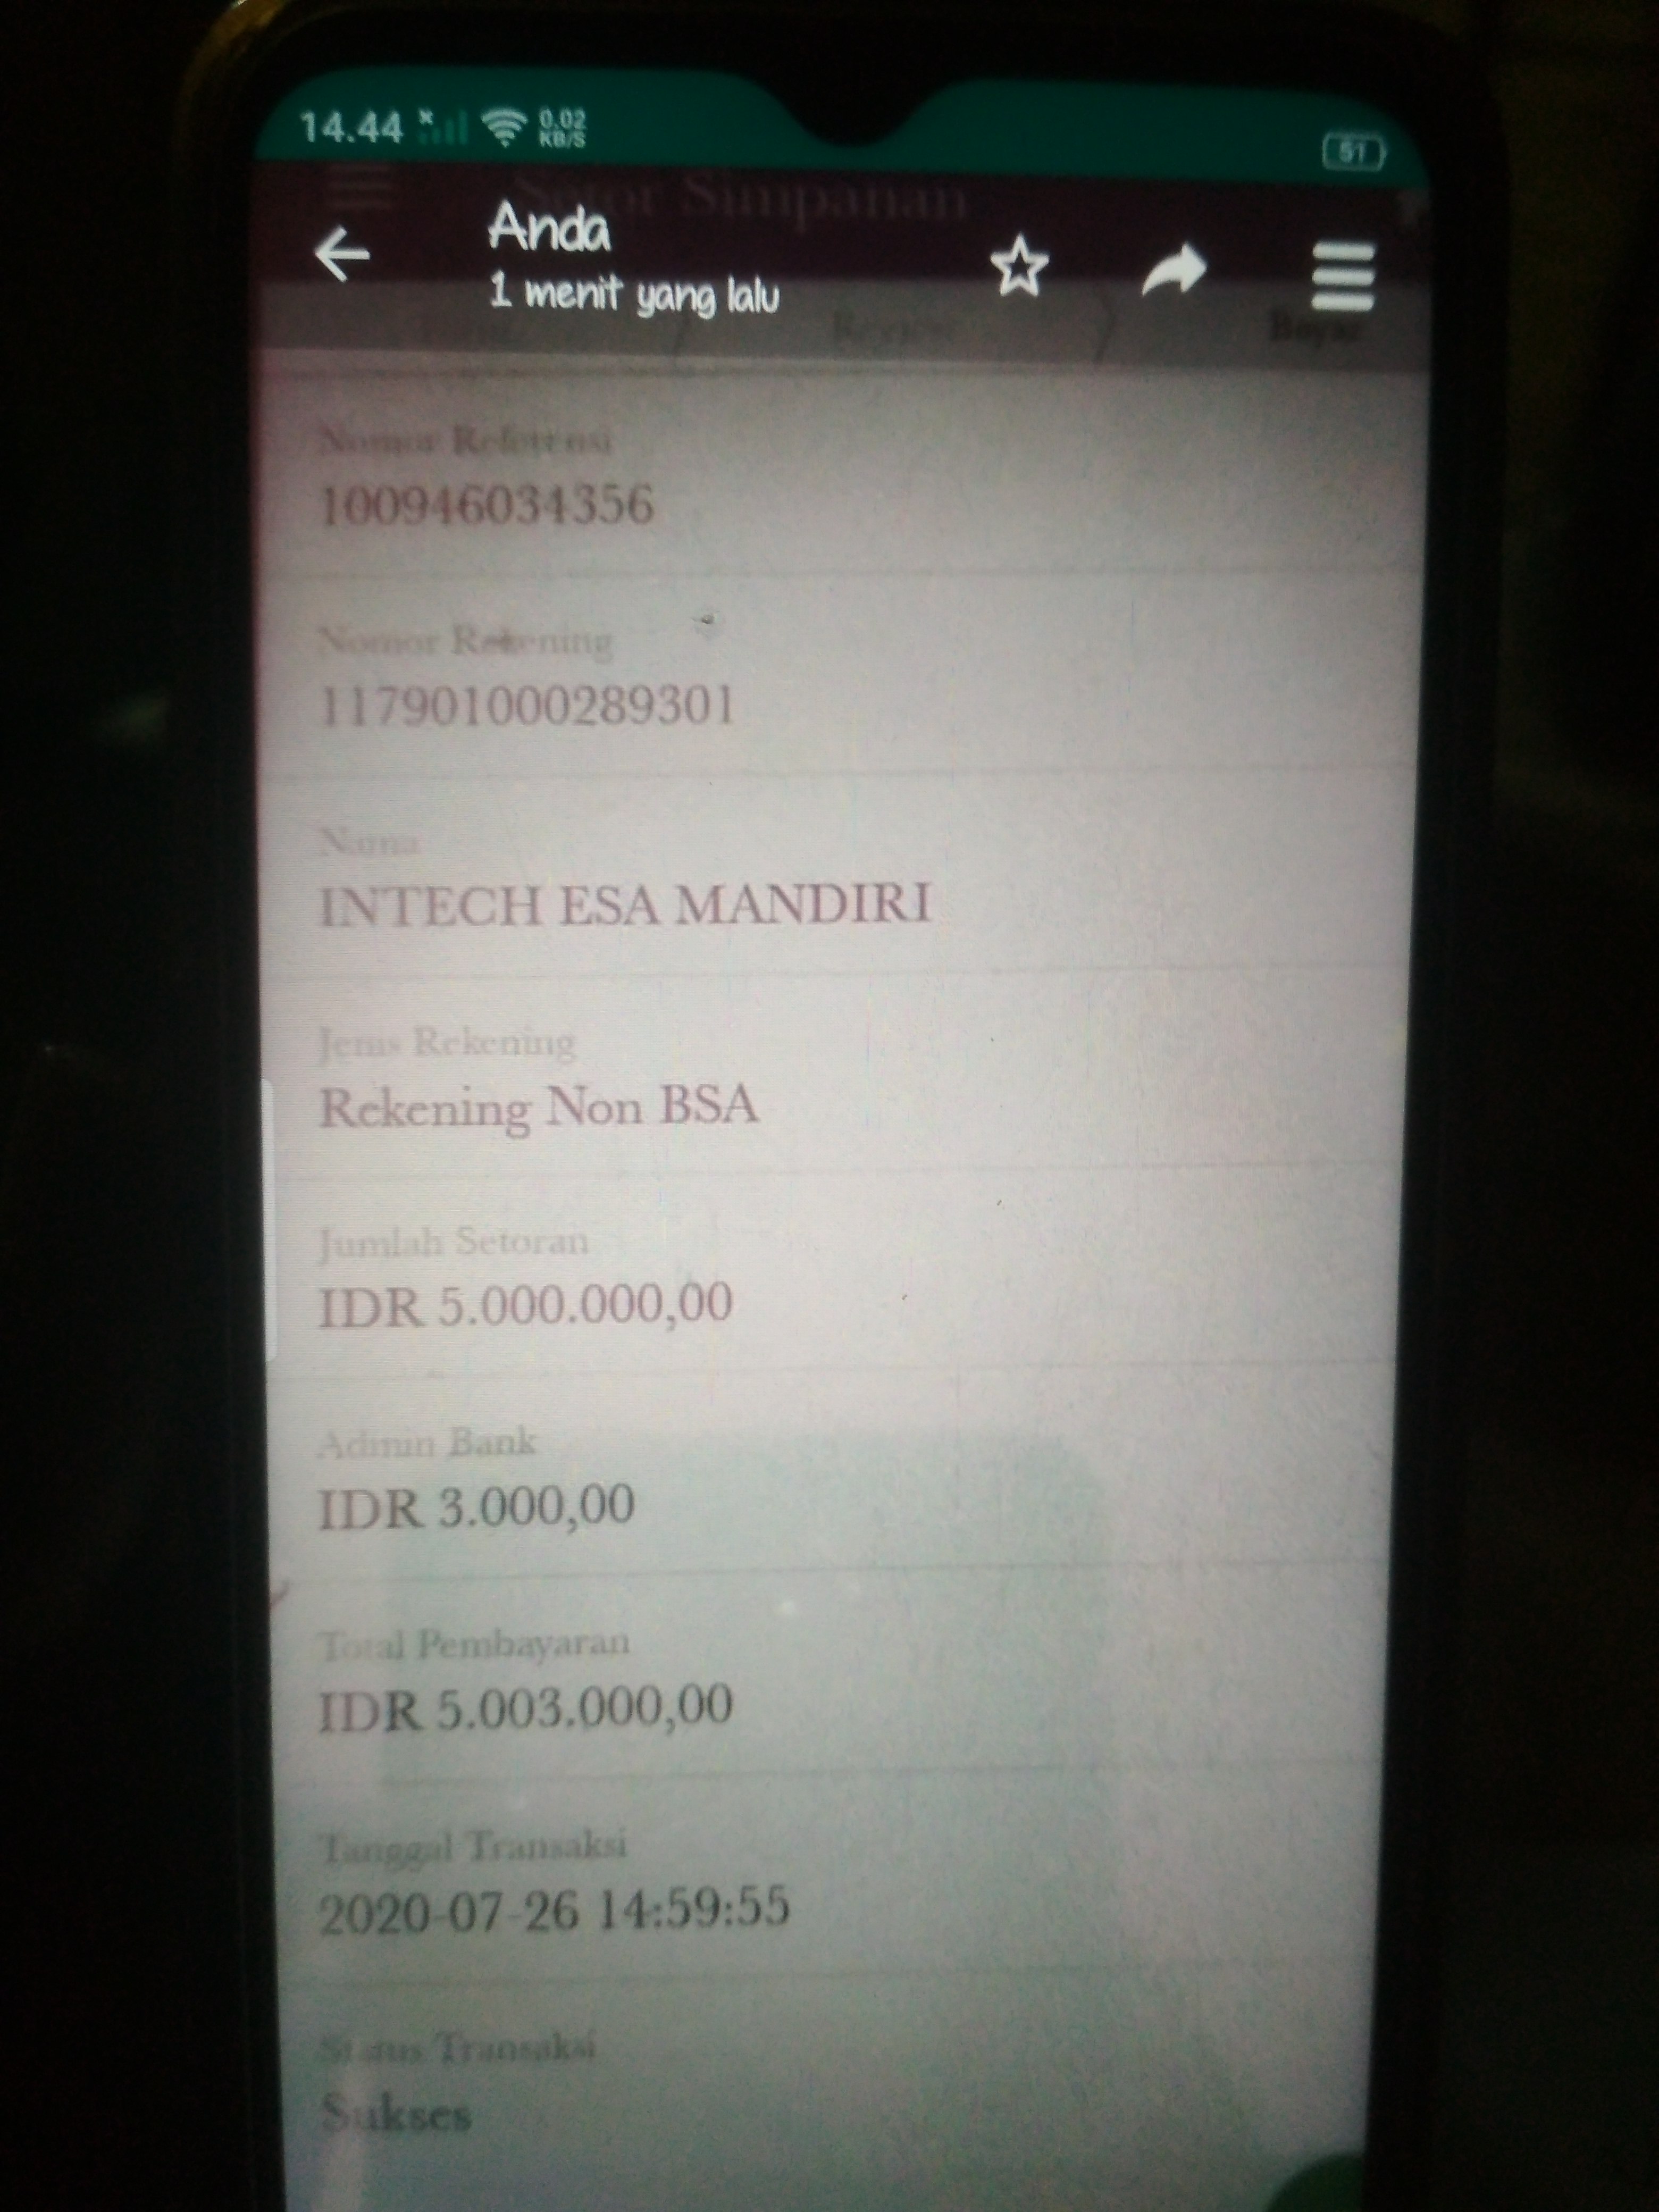 14.44
0.02
KB/S
51
Setor Simpanan
Anda
1 menit yang lalu
Review
Bayar
Nomor Referensi
100946034356
Nomor Rekening
117901000289301
Nama
INTECH ESA MANDIRI
Jenis Rekening
Rekening Non BSA
Jumlah Setoran
IDR 5.000.000,00
Admin Bank
IDR 3.000,00
Total Pembayaran
IDR 5.003.000,00
Tanggal Transaksi
2020-07-26 14:59:55
Status Transaksi
Sukses